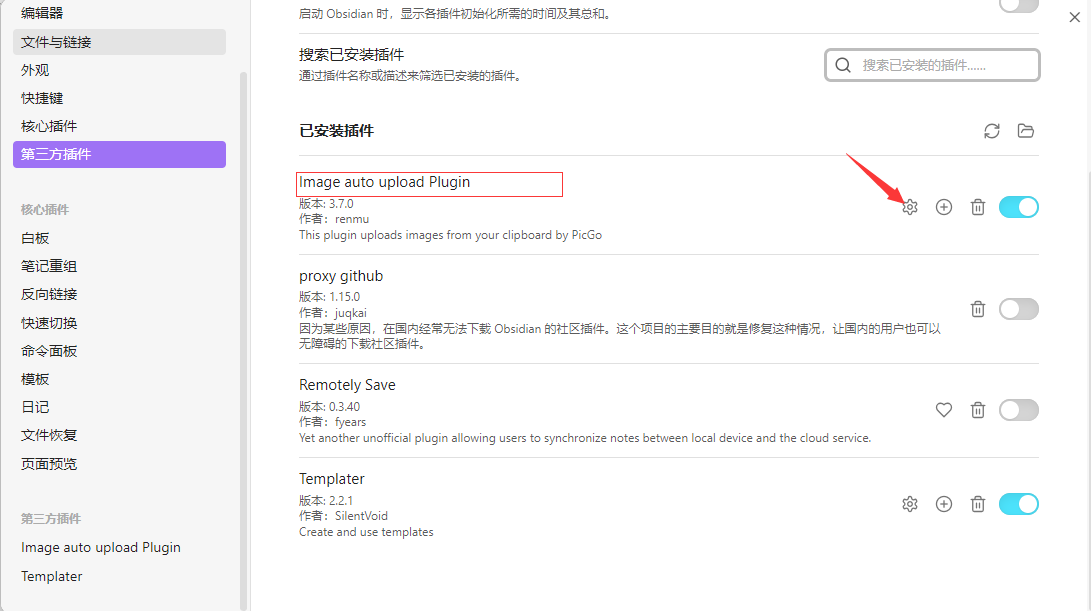 编辑器
文件与链接
外观
快捷键
核心插件
第三方插件
核心插件
白板
笔记重组
反向链接
快速切换
命令面板
模板
日记
文件恢复
页面预览
第三方插件
Image auto upload Plugin
Templater
启动 Obsidian 时，显示各插件初始化所需的时间及其总和。
搜索已安装插件
通过插件名称或描述来筛选已安装的插件。
搜索已安装的插件......
已安装插件
Image auto upload Plugin
版本: 3.7.0
作者：renmu
This plugin uploads images from your clipboard by PicGo
proxy github
版本: 1.15.0
作者：juqkai
因为某些原因，在国内经常无法下载 Obsidian 的社区插件。这个项目的主要目的就是修复这种情况，让国内的用户也可以
无障碍的下载社区插件。
Remotely Save
版本: 0.3.40
作者：fyears
Yet another unofficial plugin allowing users to synchronize notes between local device and the cloud service.
Templater
版本: 2.2.1
作者：SilentVoid
Create and use templates